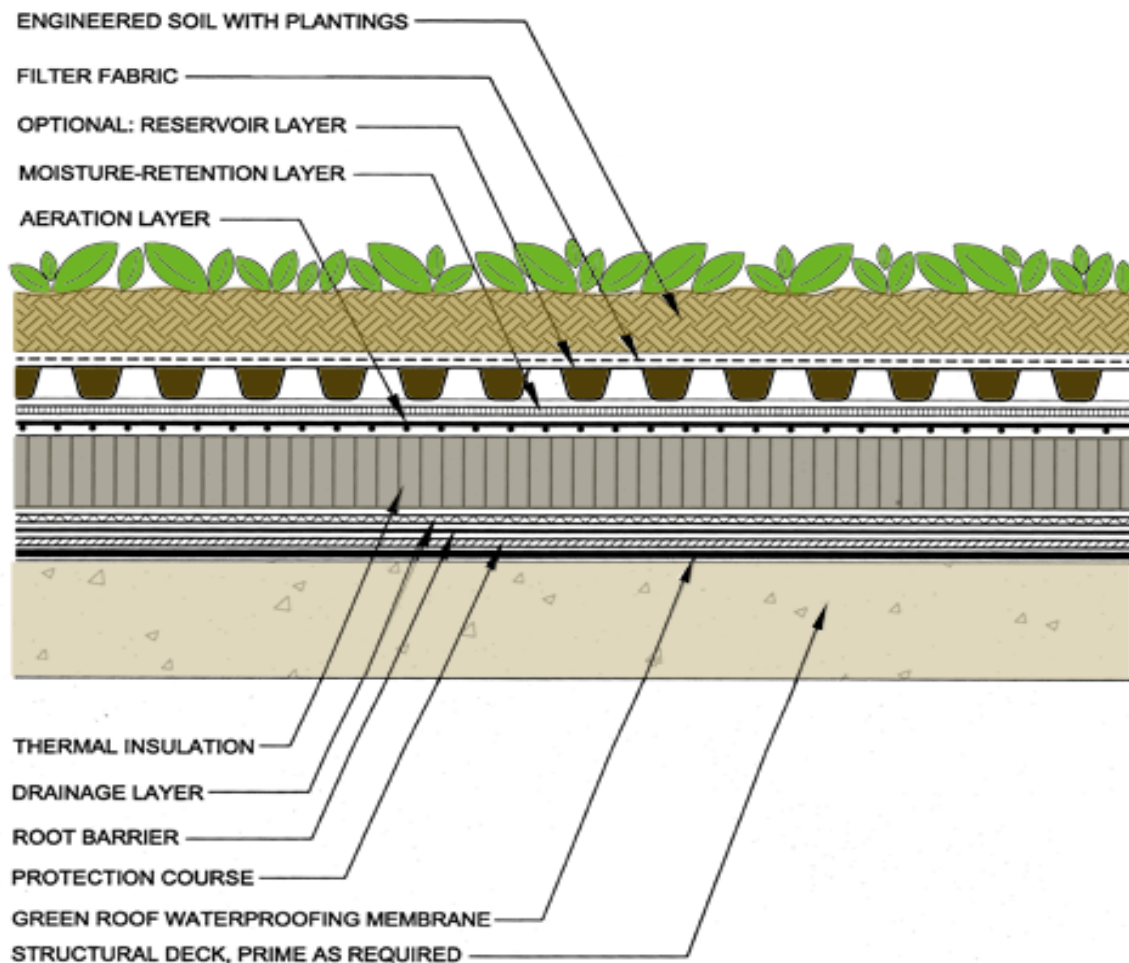 ENGINEERED SOIL WITH PLANTINGS
FILTER FABRIC
OPTIONAL: RESERVOIR LAYER
MOISTURE-RETENTION LAYER
AERATION LAYER
THERMAL INSULATION
DRAINAGE LAYER
ROOT BARRIER
PROTECTION COURSE
GREEN ROOF WATERPROOFING MEMBRANE
STRUCTURAL DECK, PRIME AS REQUIRED